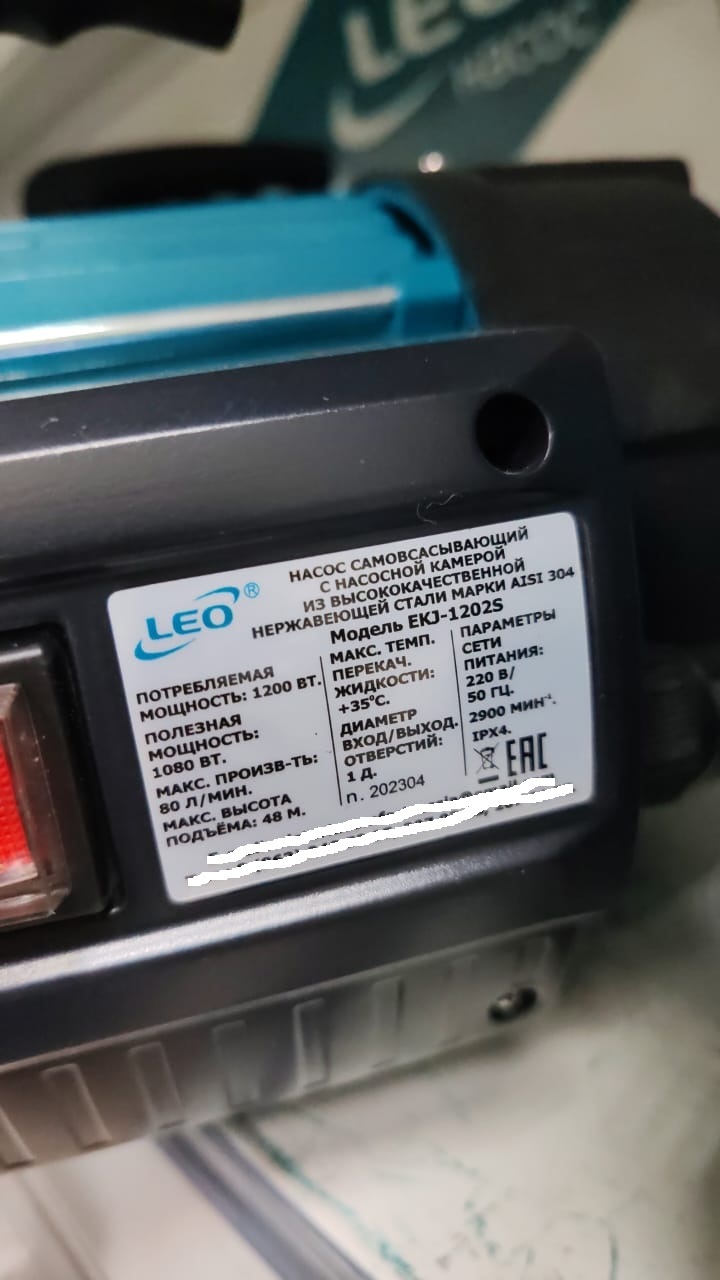 LEO
НАСОС
LEO®
НАСОС САМОВСАСЫВАЮЩИЙ
С НАСОСНОЙ КАМЕРОЙ
ИЗ ВЫСОКОКАЧЕСТВЕННОЙ
НЕРЖАВЕЮЩЕЙ СТАЛИ МАРКИ AISI 304
Модель EKJ-1202S
ПОТРЕБЛЯЕМАЯ
МОЩНОСТЬ: 1200 ВТ.
ПОЛЕЗНАЯ
МОЩНОСТЬ:
1080 ВТ.
МАКС. ПРОИЗВ-ТЬ:
80 Л/МИН.
МАКС. ВЫСОТА
ПОДЪЁМА: 48 М.
МАКС. ТЕМП.
ПЕРЕКАЧ.
ЖИДКОСТИ:
+35°С.
ДИАМЕТР
ВХОД/ВЫХОД.
ОТВЕРСТИЙ:
1 Д.
п. 202304
ПАРАМЕТРЫ
СЕТИ
ПИТАНИЯ:
220 В/
50 ГЦ.
2900 МИН⁻¹.
IPX4.
EAC